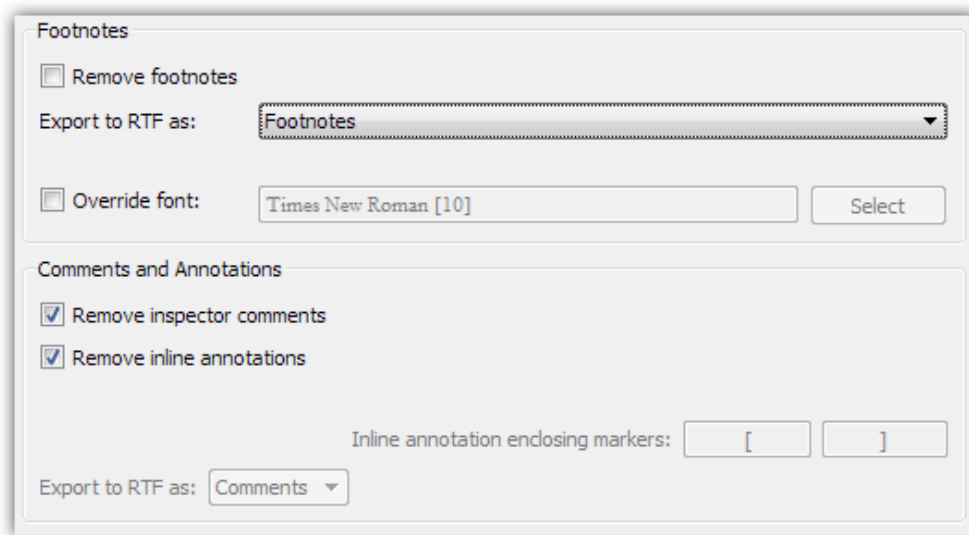 Footnotes
Remove footnotes
Export to RTF as: Footnotes
Override font: Times New Roman [10] Select
Comments and Annotations
Remove inspector comments
Remove inline annotations
Inline annotation enclosing markers: [ ]
Export to RTF as: Comments